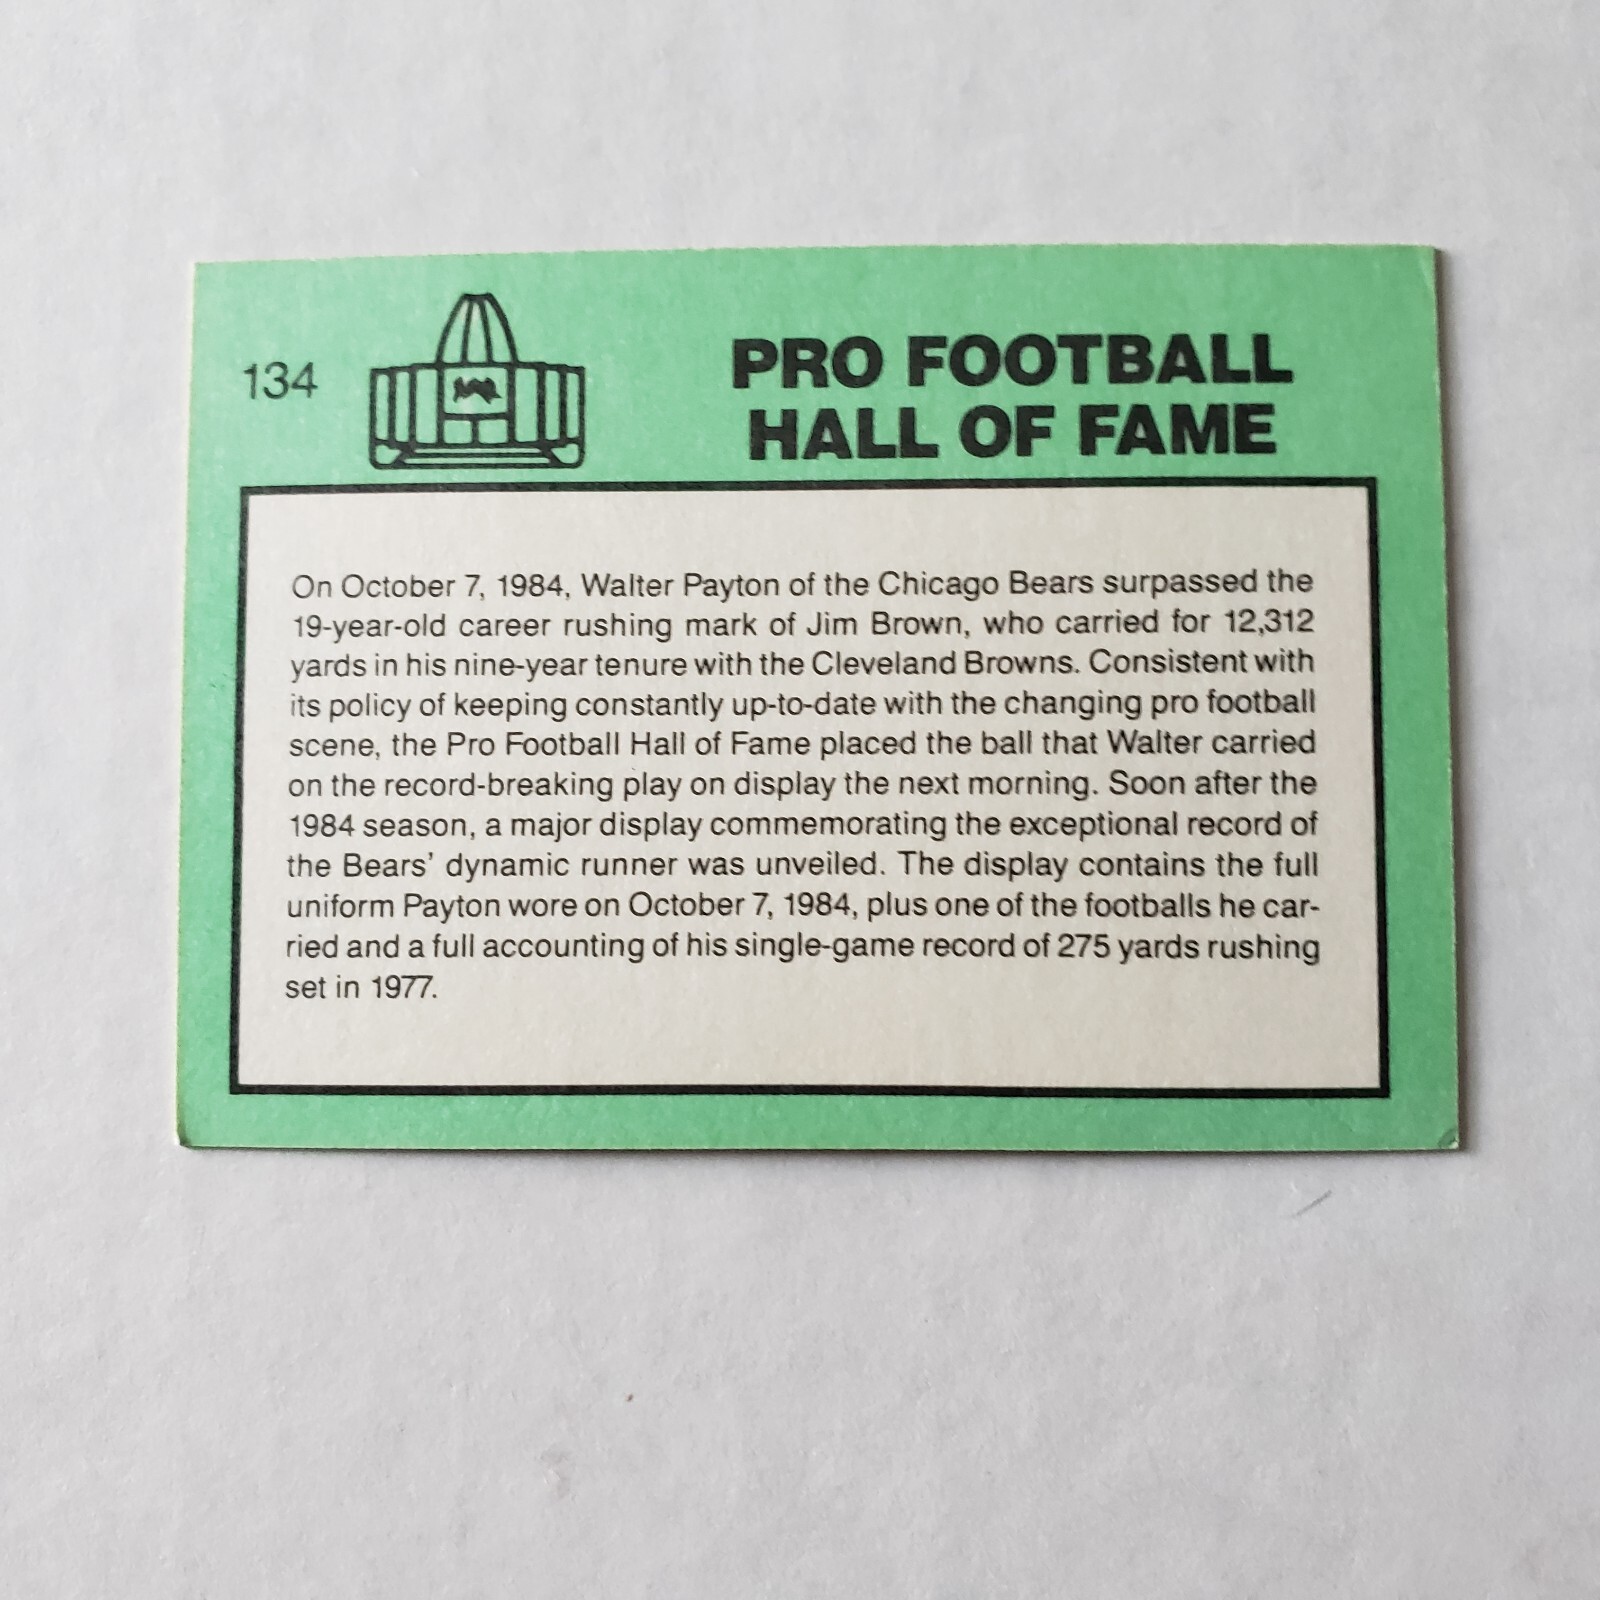 134
PRO FOOTBALL
HALL OF FAME
On October 7, 1984, Walter Payton of the Chicago Bears surpassed the
19-year-old career rushing mark of Jim Brown, who carried for 12,312
yards in his nine-year tenure with the Cleveland Browns. Consistent with
its policy of keeping constantly up-to-date with the changing pro football
scene, the Pro Football Hall of Fame placed the ball that Walter carried
on the record-breaking play on display the next morning. Soon after the
1984 season, a major display commemorating the exceptional record of
the Bears' dynamic runner was unveiled. The display contains the full
uniform Payton wore on October 7, 1984, plus one of the footballs he car-
ried and a full accounting of his single-game record of 275 yards rushing
set in 1977.